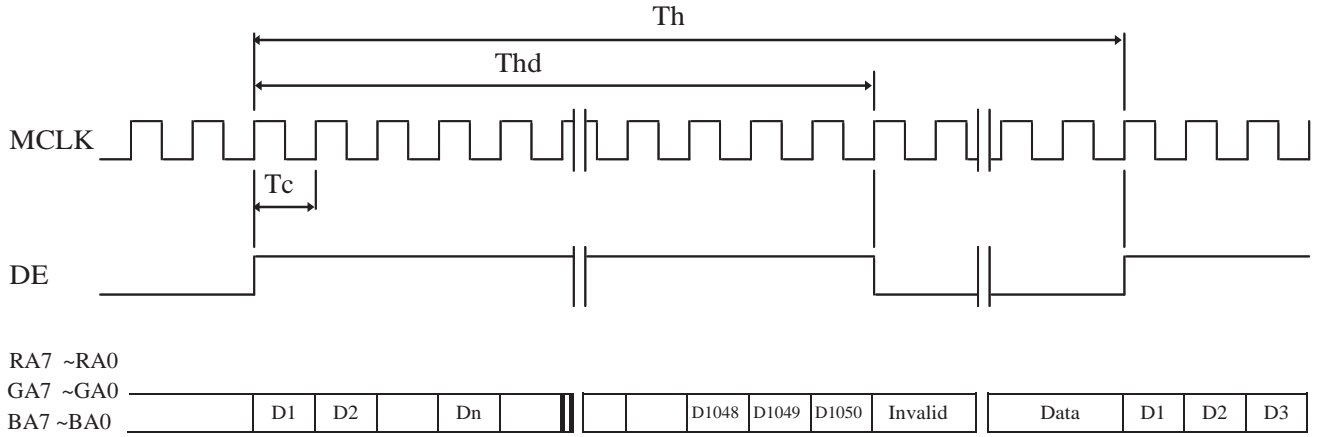 Th
Thd
MCLK
Tc
DE
RA7 ~RA0
GA7 ~GA0
BA7 ~BA0
D1 D2 Dn D1048 D1049 D1050 Invalid Data D1 D2 D3